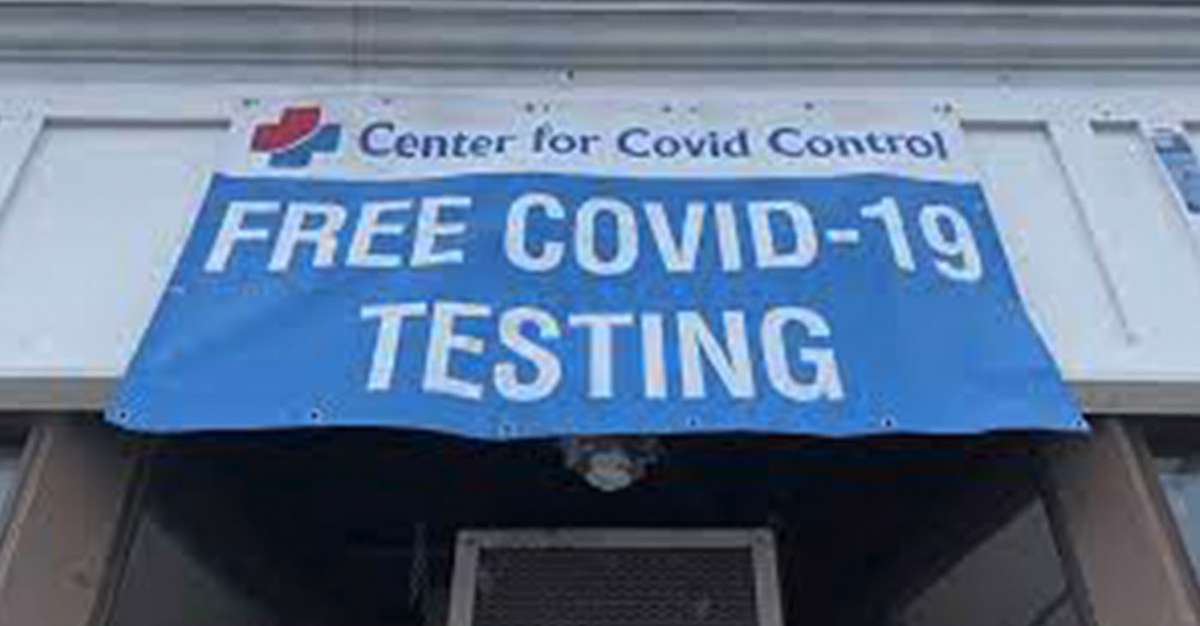 Center for Covid Control
FREE COVID-19
TESTING